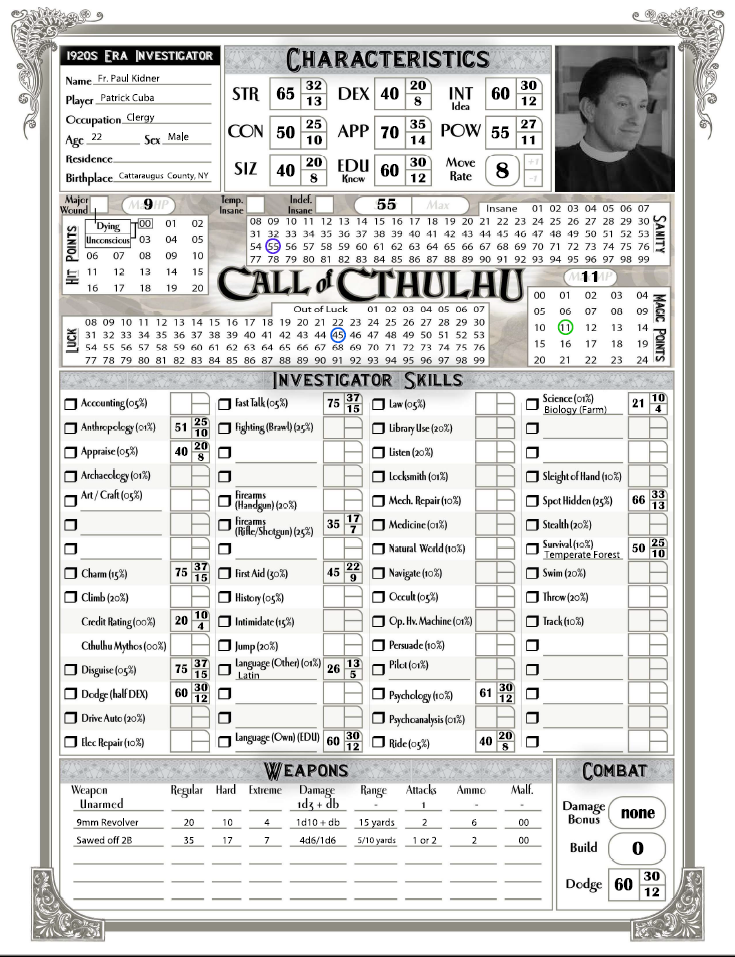 1920S ERA INVESTIGATOR
Name Fr. Paul Kidner
Player Patrick Cuba
Occupation Clergy
Age 22 Sex Male
Residence
Birthplace Cattaraugus County, NY
CHARACTERISTICS
STR 65 32 13 DEX 40 20 8 INT Idea 60 30 12
CON 50 25 10 APP 70 35 14 POW 55 27 11
SIZ 40 20 8 EDU Know 60 30 12 Move Rate 8 +1 -1
Major Wound 9
Dying
Unconscious
HIT POINTS
00 01 02
03 04 05
06 07 08 09 10
11 12 13 14 15
16 17 18 19 20
Temp. Insane Indef. Insane 55 Max
SANITY
Insane 01 02 03 04 05 06 07
08 09 10 11 12 13 14 15 16 17 18 19 20 21 22 23 24 25 26 27 28 29 30
31 32 33 34 35 36 37 38 39 40 41 42 43 44 45 46 47 48 49 50 51 52 53
54 55 56 57 58 59 60 61 62 63 64 65 66 67 68 69 70 71 72 73 74 75 76
77 78 79 80 81 82 83 84 85 86 87 88 89 90 91 92 93 94 95 96 97 98 99
CALL of CTHULHU
LUCK
Out of Luck 01 02 03 04 05 06 07
08 09 10 11 12 13 14 15 16 17 18 19 20 21 22 23 24 25 26 27 28 29 30
31 32 33 34 35 36 37 38 39 40 41 42 43 44 45 46 47 48 49 50 51 52 53
54 55 56 57 58 59 60 61 62 63 64 65 66 67 68 69 70 71 72 73 74 75 76
77 78 79 80 81 82 83 84 85 86 87 88 89 90 91 92 93 94 95 96 97 98 99
11
MAGIC POINTS
00 01 02 03 04
05 06 07 08 09
10 11 12 13 14
15 16 17 18 19
20 21 22 23 24
INVESTIGATOR SKILLS
Accounting (05%)
Anthropology (01%) 51 25 10
Appraise (05%) 40 20 8
Archaeology (01%)
Art / Craft (05%)
Charm (15%) 75 37 15
Climb (20%)
Credit Rating (00%) 20 10 4
Cthulhu Mythos (00%)
Disguise (05%) 75 37 15
Dodge (half DEX) 60 30 12
Drive Auto (20%)
Elec Repair (10%)
Fast Talk (05%) 75 37 15
Fighting (Brawl) (25%)
Firearms (Handgun) (20%)
Firearms (Rifle/Shotgun) (25%) 35 17 7
First Aid (30%) 45 22 9
History (05%)
Intimidate (15%)
Jump (20%)
Language (Other) (01%) 26 13 5
Latin
Language (Own) (EDU) 60 30 12
Law (05%)
Library Use (20%)
Listen (20%)
Locksmith (01%)
Mech. Repair (10%)
Medicine (01%)
Natural World (10%)
Navigate (10%)
Occult (05%)
Op. Hv. Machine (01%)
Persuade (10%)
Pilot (01%)
Psychology (10%) 61 30 12
Psychoanalysis (01%)
Ride (05%) 40 20 8
Science (01%) 21 10 4
Biology (Farm)
Sleight of Hand (10%)
Spot Hidden (25%) 66 33 13
Stealth (20%)
Survival (10%) 50 25 10
Temperate Forest
Swim (20%)
Throw (20%)
Track (10%)
WEAPONS
Weapon Regular Hard Extreme Damage Range Attacks Ammo Malf.
Unarmed 1d3 + db - 1 - -
9mm Revolver 20 10 4 1d10 + db 15 yards 2 6 00
Sawed off 2B 35 17 7 4d6/1d6 5/10 yards 1 or 2 2 00
COMBAT
Damage Bonus none
Build 0
Dodge 60 30 12